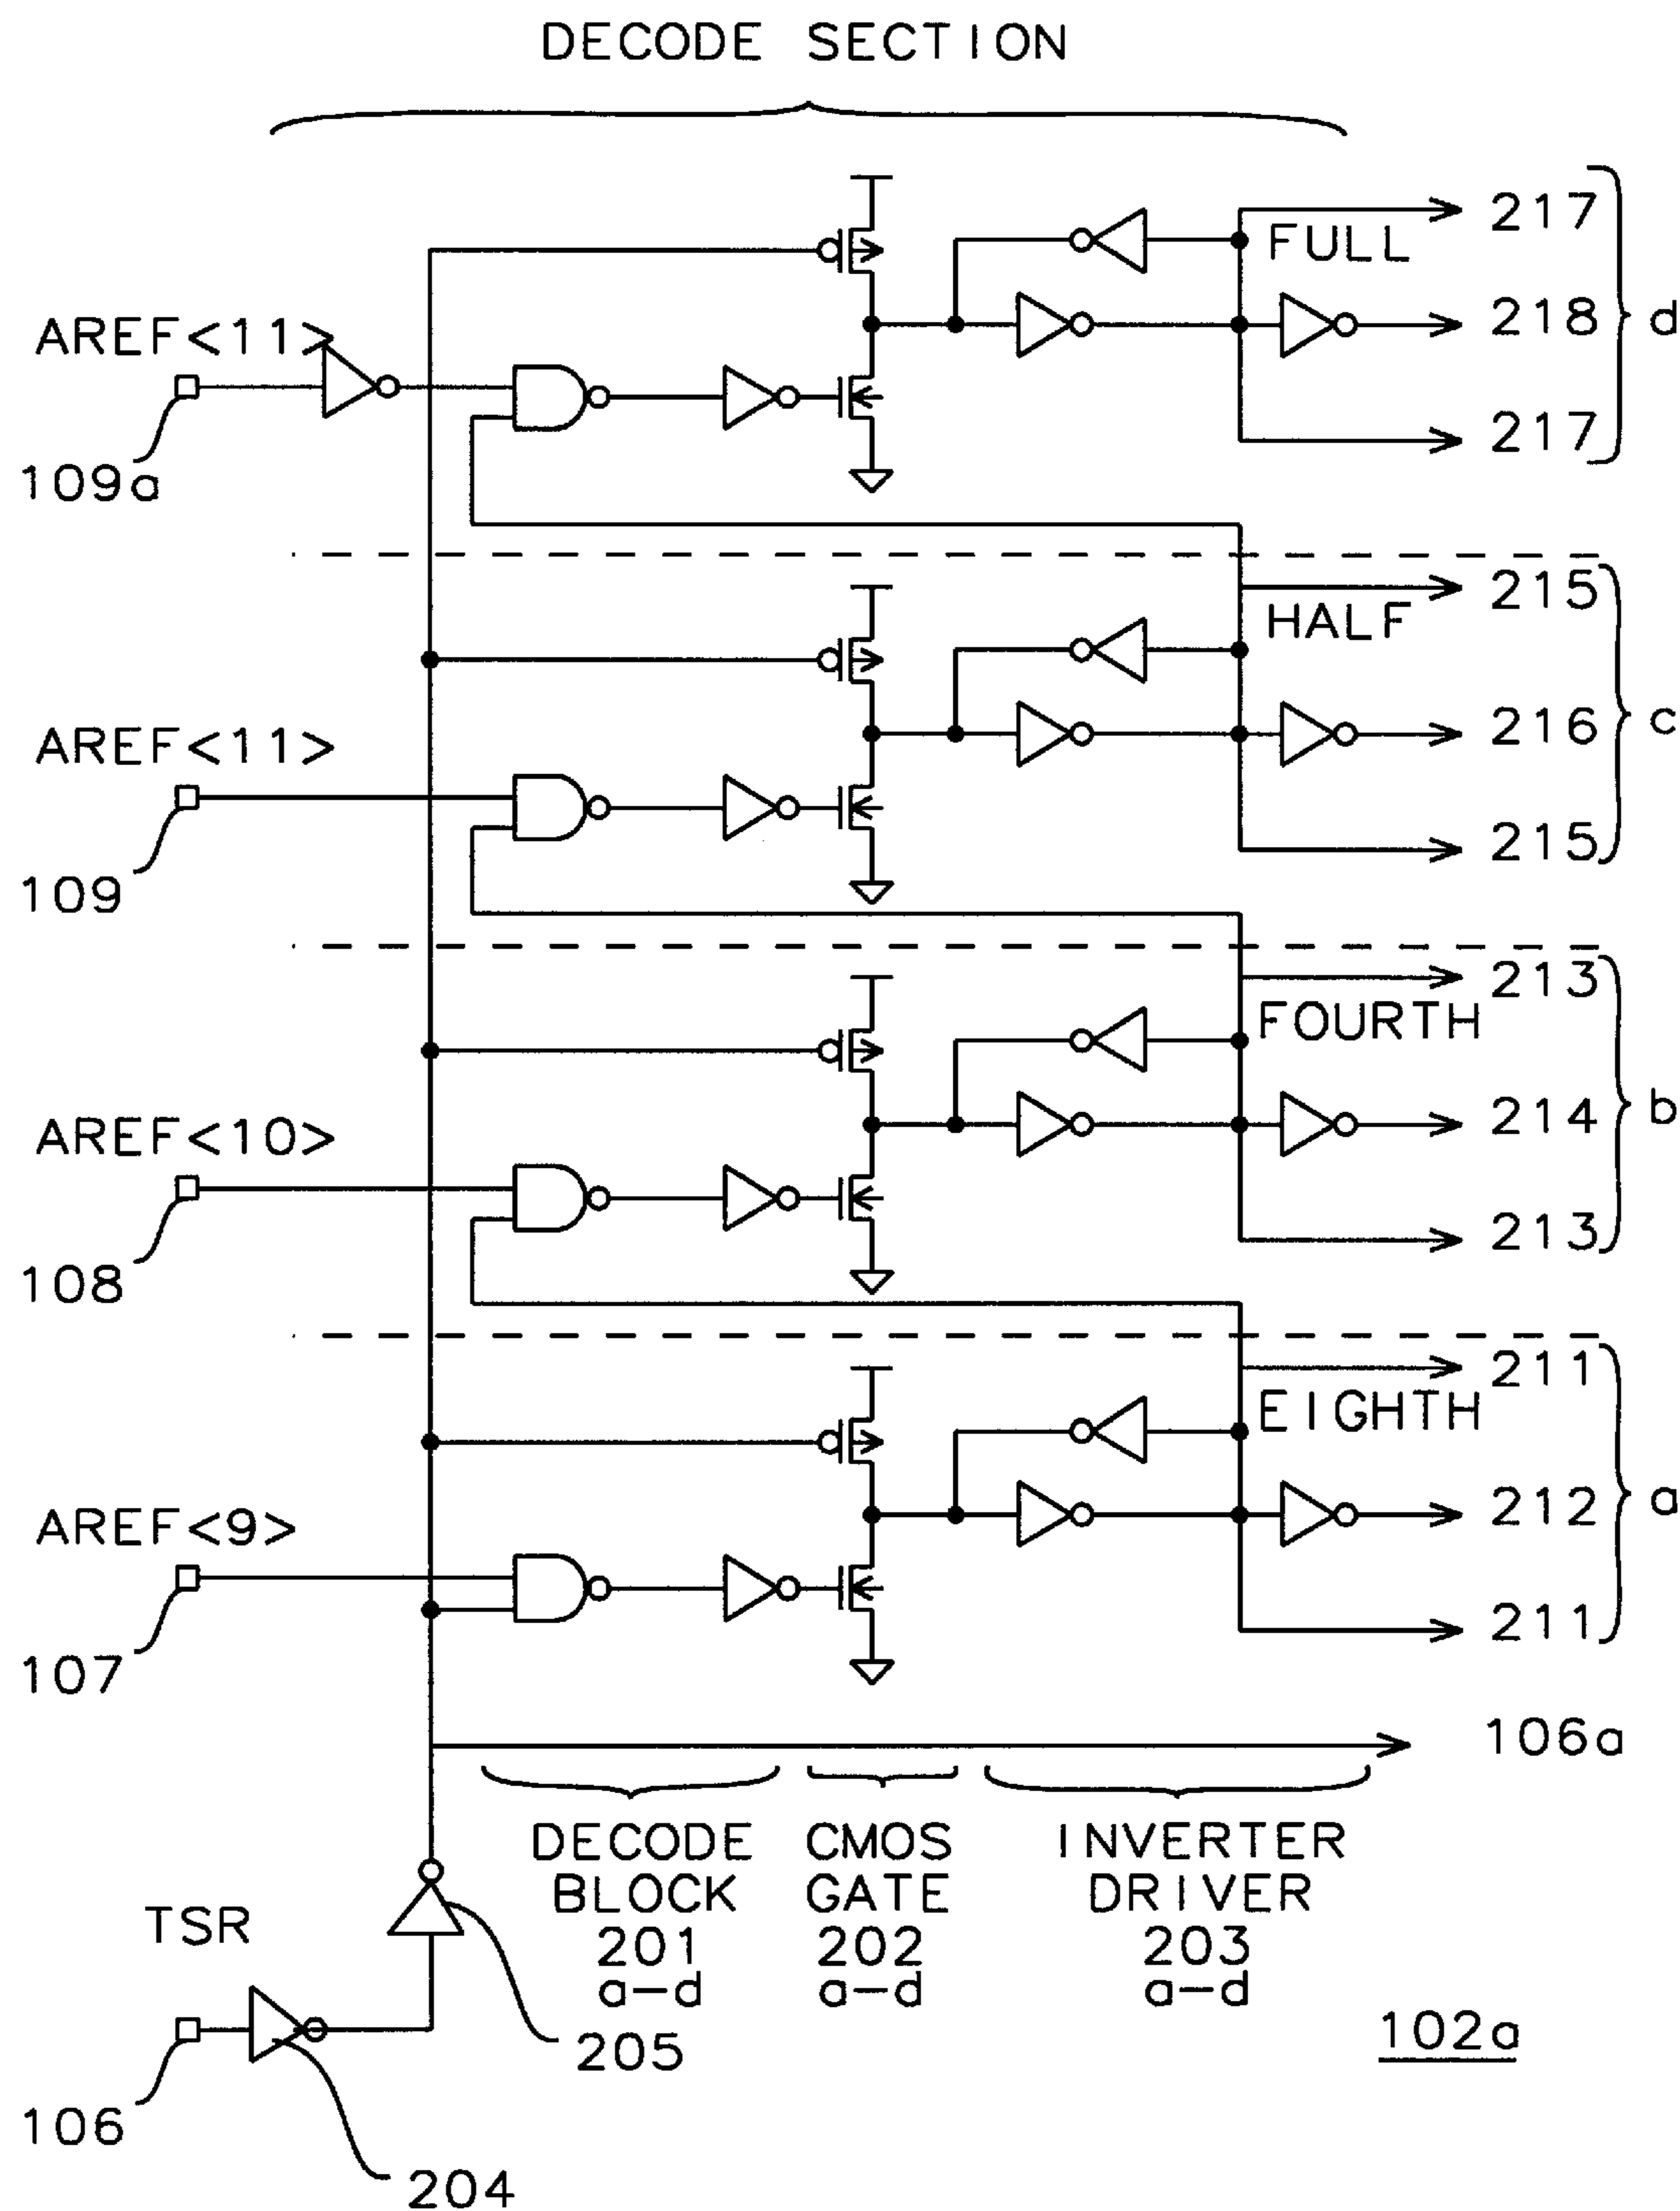 DECODE SECTION
217
FULL
AREF<11>
218
d
109a
217
215
HALF
AREF<11>
216
c
109
215
213
FOURTH
AREF<10>
214
b
108
213
211
EIGHTH
AREF<9>
212
a
107
211
106a
DECODE BLOCK 201 a-d
CMOS GATE 202 a-d
INVERTER DRIVER 203 a-d
TSR
205
102a
106
204